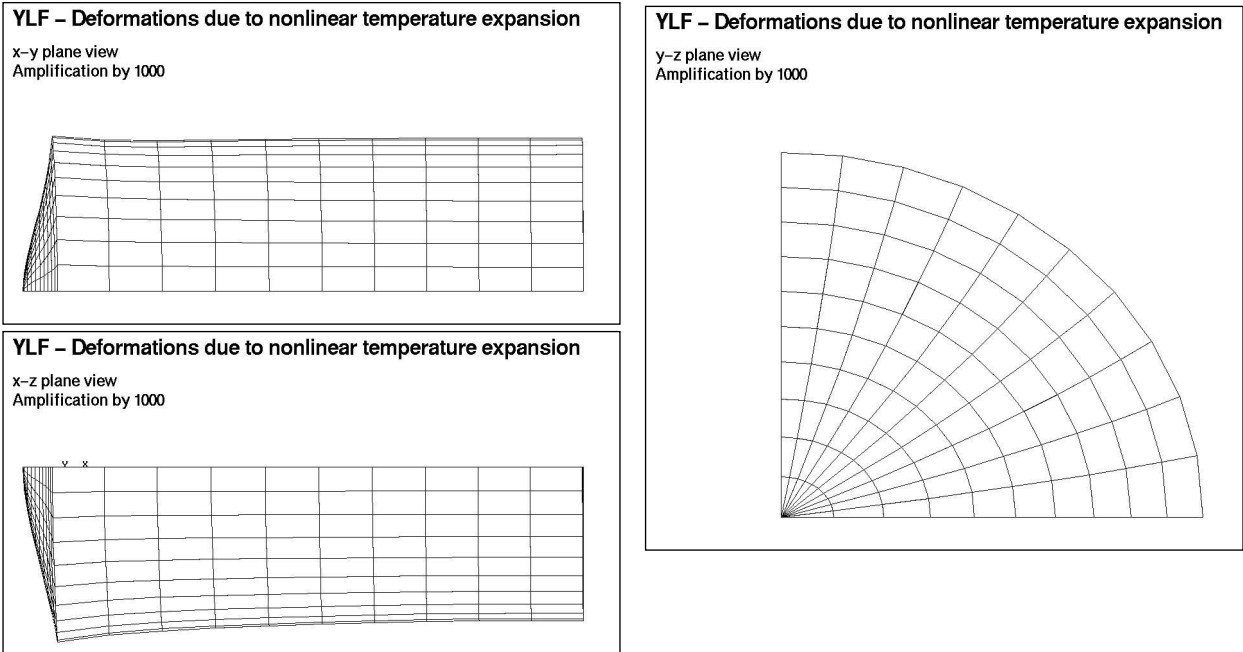 YLF – Deformations due to nonlinear temperature expansion
x–y plane view
Amplification by 1000
YLF – Deformations due to nonlinear temperature expansion
x–z plane view
Amplification by 1000
Y X
YLF – Deformations due to nonlinear temperature expansion
y–z plane view
Amplification by 1000